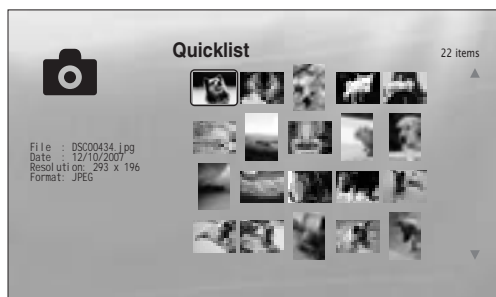 Quicklist
22 items
File : DSC00434.jpg
Date : 12/10/2007
Resolution: 293 x 196
Format: JPEG